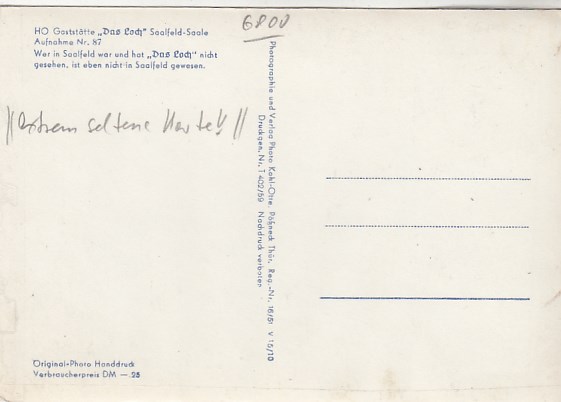 6800
HO Gaststätte „Das Loch" Saalfeld-Saale
Aufnahme Nr. 87
Wer in Saalfeld war und hat „Das Loch" nicht
gesehen, ist eben nicht in Saalfeld gewesen.
//extrem seltene Karte!! //
Photographie und Verlag Photo Kahl-Otte, Pößneck Thür. Reg.-Nr. 16/51 V 15/10
Druckgen. Nr. T 402/59 Nachdruck verboten
Original-Photo Handdruck
Verbraucherpreis DM —.25